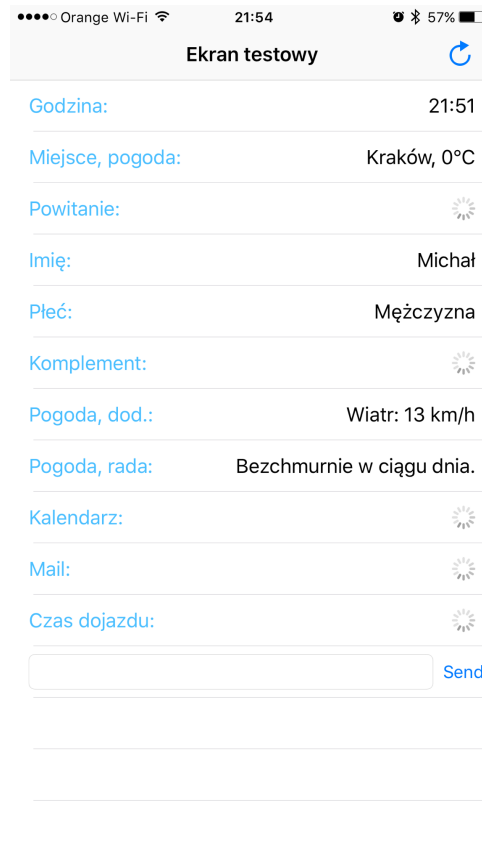 Orange Wi-Fi 21:54 57%
Ekran testowy
Godzina: 21:51
Miejsce, pogoda: Kraków, 0°C
Powitanie:
Imię: Michał
Płeć: Mężczyzna
Komplement:
Pogoda, dod.: Wiatr: 13 km/h
Pogoda, rada: Bezchmurnie w ciągu dnia.
Kalendarz:
Mail:
Czas dojazdu:
Send